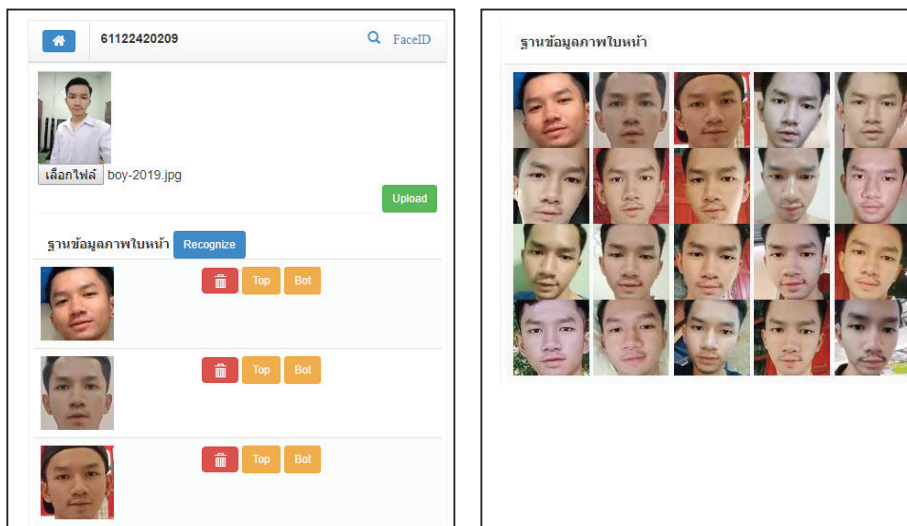 61122420209 FaceID
เลือกไฟล์ boy-2019.jpg
Upload
ฐานข้อมูลภาพใบหน้า Recognize
Top Bot
Top Bot
Top Bot
ฐานข้อมูลภาพใบหน้า